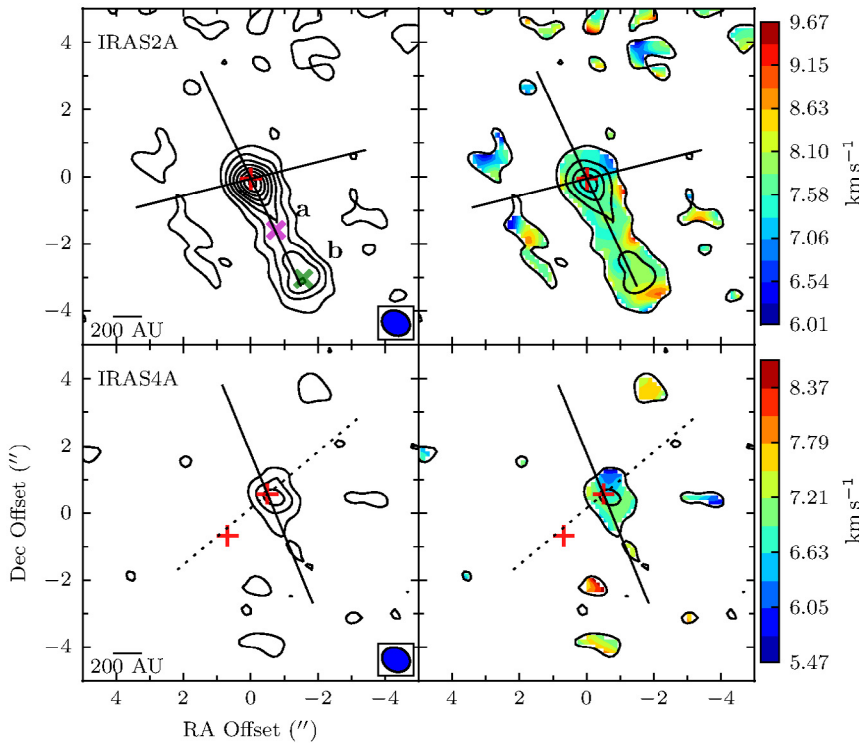 IRAS2A
a
b
200 AU
4
2
0
−2
−4
9.67
9.15
8.63
8.10
7.58
7.06
6.54
6.01
km s⁻¹
IRAS4A
200 AU
4
2
0
−2
−4
Dec Offset (′′)
8.37
7.79
7.21
6.63
6.05
5.47
km s⁻¹
4 2 0 −2 −4 4 2 0 −2 −4
RA Offset (′′)